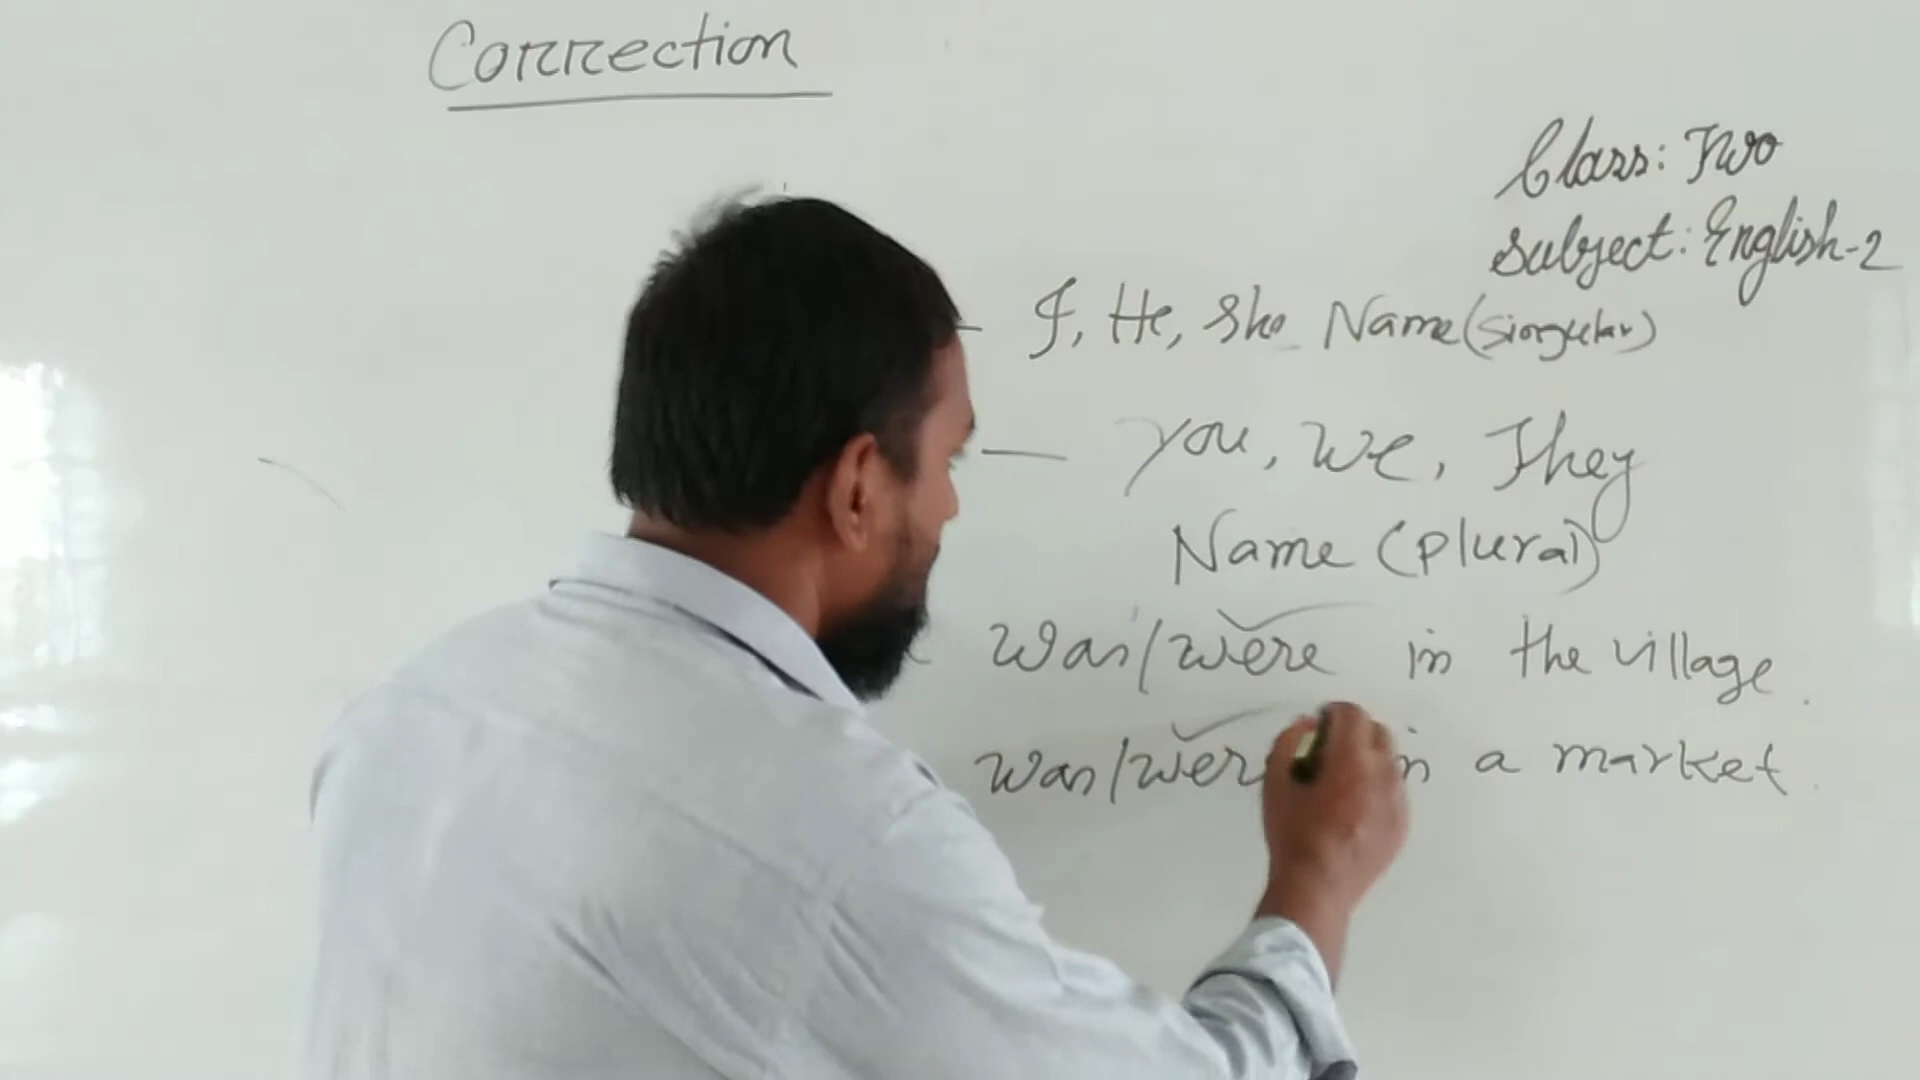 Correction
Class: Two
Subject: English-2
- I, He, She Name (Singular)
— you, we, They
Name (plural)
was/were in the village.
was/were in a market.